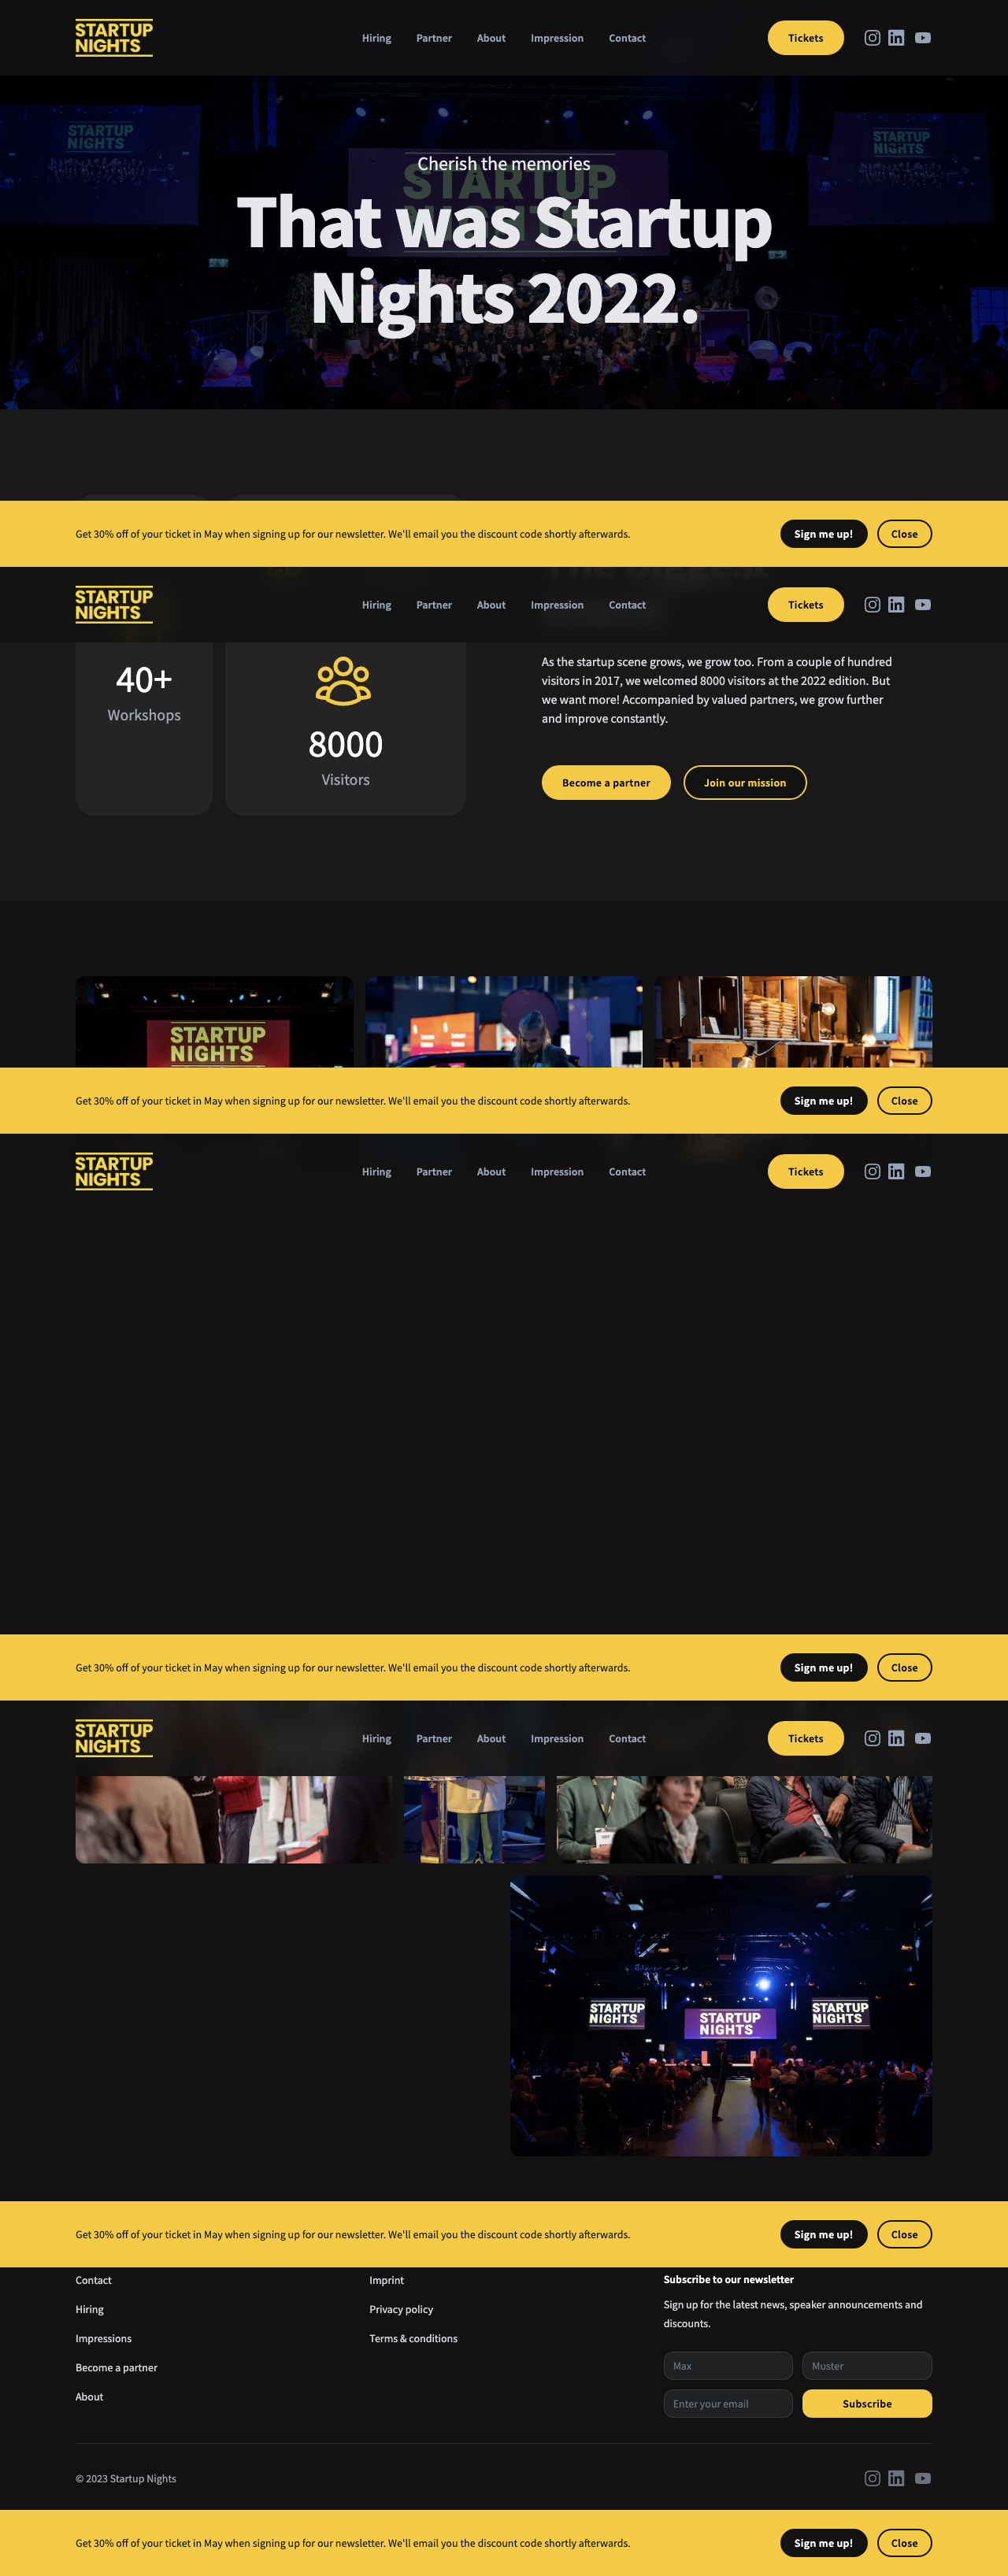 STARTUP
NIGHTS
Hiring Partner About Impression Contact
Tickets
STARTUP
NIGHTS
STARTUP
NIGHTS
STARTUP
NIGHTS
Cherish the memories
That was Startup
Nights 2022.
Get 30% off of your ticket in May when signing up for our newsletter. We'll email you the discount code shortly afterwards.
Sign me up! Close
STARTUP
NIGHTS
Hiring Partner About Impression Contact
Tickets
40+
Workshops
8000
Visitors
As the startup scene grows, we grow too. From a couple of hundred
visitors in 2017, we welcomed 8000 visitors at the 2022 edition. But
we want more! Accompanied by valued partners, we grow further
and improve constantly.
Become a partner Join our mission
STARTUP
NIGHTS
Get 30% off of your ticket in May when signing up for our newsletter. We'll email you the discount code shortly afterwards.
Sign me up! Close
STARTUP
NIGHTS
Hiring Partner About Impression Contact
Tickets
Get 30% off of your ticket in May when signing up for our newsletter. We'll email you the discount code shortly afterwards.
Sign me up! Close
STARTUP
NIGHTS
Hiring Partner About Impression Contact
Tickets
STARTUP
NIGHTS
STARTUP
NIGHTS
STARTUP
NIGHTS
Get 30% off of your ticket in May when signing up for our newsletter. We'll email you the discount code shortly afterwards.
Sign me up! Close
Contact
Hiring
Impressions
Become a partner
About
Imprint
Privacy policy
Terms & conditions
Subscribe to our newsletter
Sign up for the latest news, speaker announcements and
discounts.
Max Muster
Enter your email Subscribe
© 2023 Startup Nights
Get 30% off of your ticket in May when signing up for our newsletter. We'll email you the discount code shortly afterwards.
Sign me up! Close